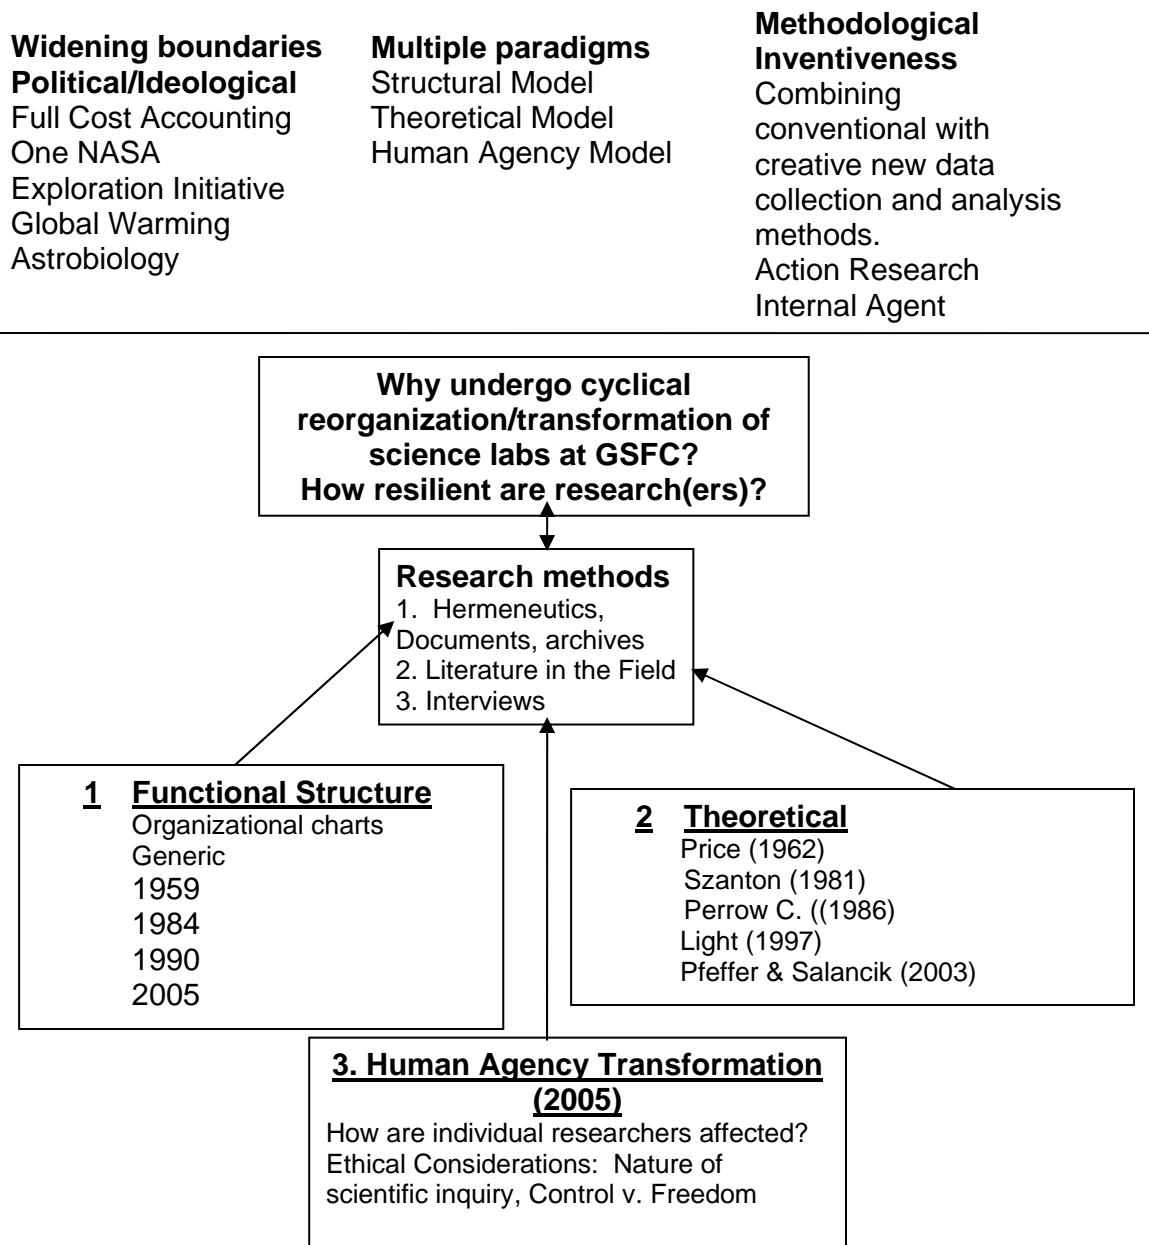 Widening boundaries
Political/Ideological
Full Cost Accounting
One NASA
Exploration Initiative
Global Warming
Astrobiology
Multiple paradigms
Structural Model
Theoretical Model
Human Agency Model
Methodological
Inventiveness
Combining
conventional with
creative new data
collection and analysis
methods.
Action Research
Internal Agent
Why undergo cyclical
reorganization/transformation of
science labs at GSFC?
How resilient are research(ers)?
Research methods
1.  Hermeneutics,
Documents, archives
2. Literature in the Field
3. Interviews
1 Functional Structure
Organizational charts
Generic
1959
1984
1990
2005
2 Theoretical
Price (1962)
Szanton (1981)
Perrow C. ((1986)
Light (1997)
Pfeffer & Salancik (2003)
3. Human Agency Transformation
(2005)
How are individual researchers affected?
Ethical Considerations:  Nature of
scientific inquiry, Control v. Freedom